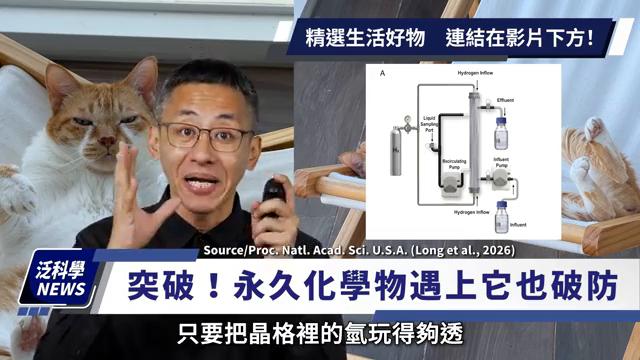 精選生活好物 連結在影片下方!
A
Hydrogen Inflow
Effluent
Liquid
Sampling
Port
H₂
Recirculating
Pump
Influent
Pump
Hydrogen Inflow
Influent
Source/Proc. Natl. Acad. Sci. U.S.A. (Long et al., 2026)
泛科學
NEWS
突破！永久化學物遇上它也破防
只要把晶格裡的氫玩得夠透